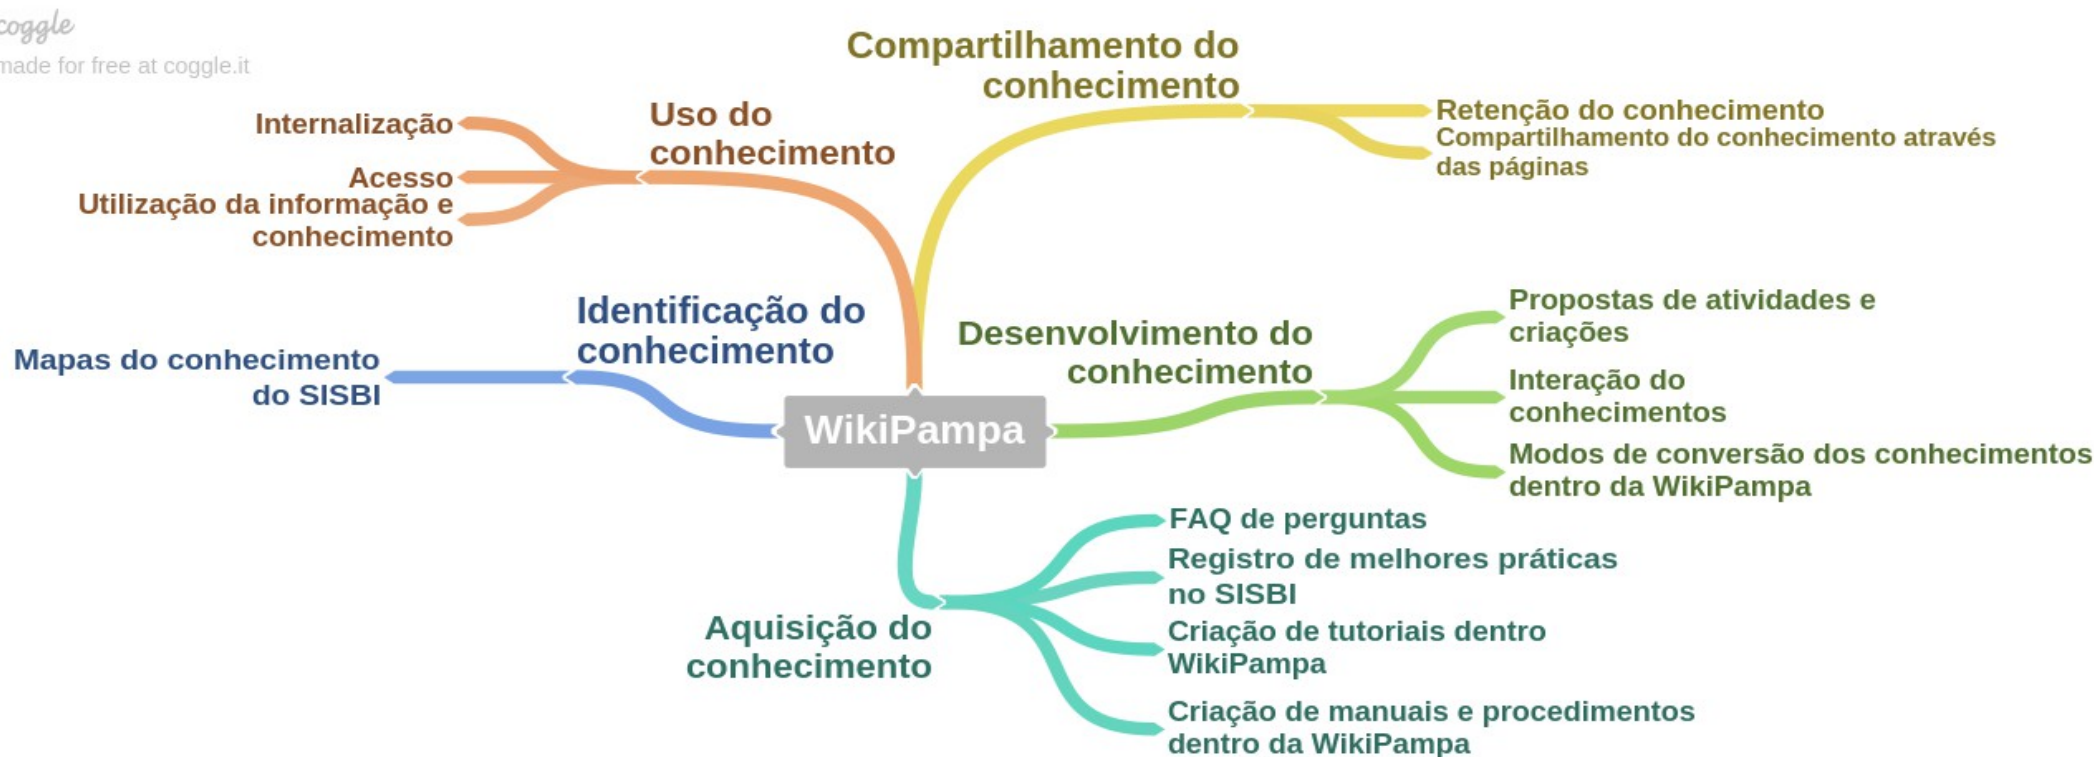 coggle
made for free at coggle.it
Compartilhamento do
conhecimento
Retenção do conhecimento
Compartilhamento do conhecimento através
das páginas
Uso do
conhecimento
Internalização
Acesso
Utilização da informação e
conhecimento
Identificação do
conhecimento
Mapas do conhecimento
do SISBI
WikiPampa
Desenvolvimento do
conhecimento
Propostas de atividades e
criações
Interação do
conhecimentos
Modos de conversão dos conhecimentos
dentro da WikiPampa
Aquisição do
conhecimento
FAQ de perguntas
Registro de melhores práticas
no SISBI
Criação de tutoriais dentro
WikiPampa
Criação de manuais e procedimentos
dentro da WikiPampa